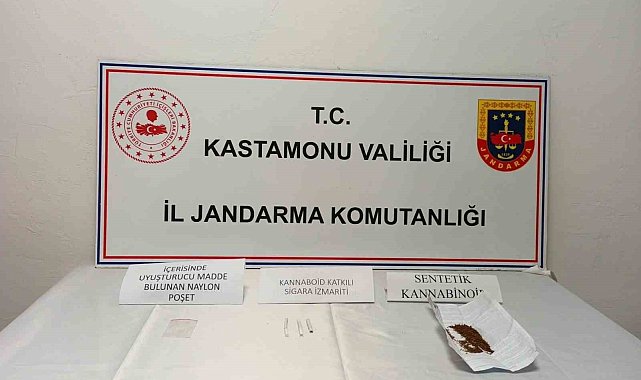 T.C.
KASTAMONU VALİLİĞİ
İL JANDARMA KOMUTANLIĞI
JANDARMA
İÇERİSİNDE
UYUŞTURUCU MADDE
BULUNAN NAYLON
POŞET
KANNABOİD KATKILI
SİGARA İZMARİTİ
SENTETİK
KANNABİNOİD